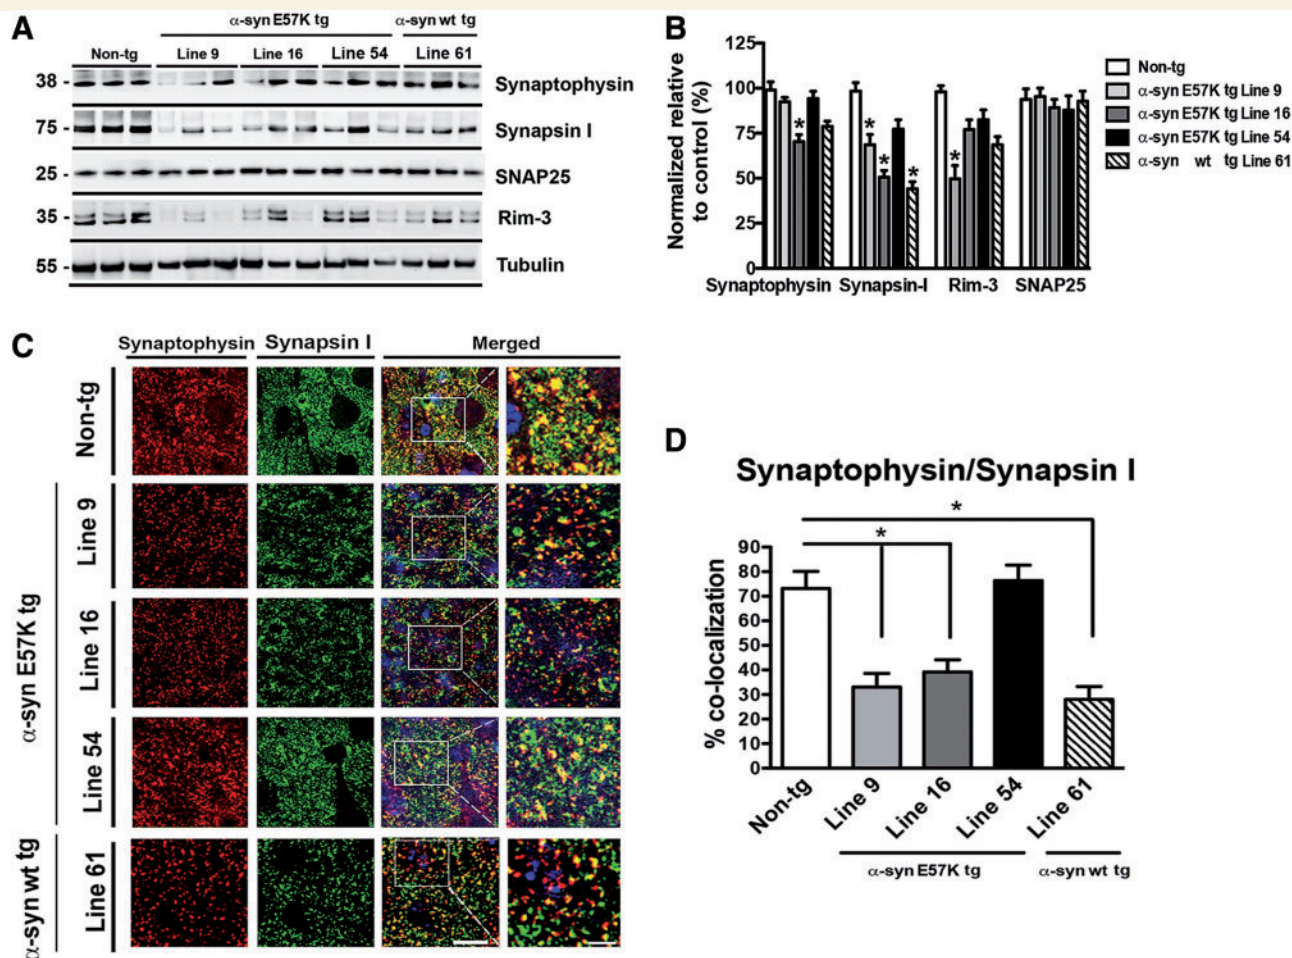 A
α-syn E57K tg
α-syn wt tg
Non-tg
Line 9
Line 16
Line 54
Line 61
38 -
Synaptophysin
75 -
Synapsin I
25 -
SNAP25
35 -
Rim-3
55 -
Tubulin
B
Normalized relative
to control (%)
125
100
75
50
25
0
*
*
*
*
*
Synaptophysin
Synapsin-I
Rim-3
SNAP25
Non-tg
α-syn E57K tg Line 9
α-syn E57K tg Line 16
α-syn E57K tg Line 54
α-syn wt tg Line 61
C
Synaptophysin
Synapsin I
Merged
Non-tg
α-syn E57K tg
Line 9
Line 16
Line 54
α-syn wt tg
Line 61
D
Synaptophysin/Synapsin I
*
*
% co-localization
90
80
70
60
50
40
30
20
10
0
Non-tg
Line 9
Line 16
Line 54
Line 61
α-syn E57K tg
α-syn wt tg